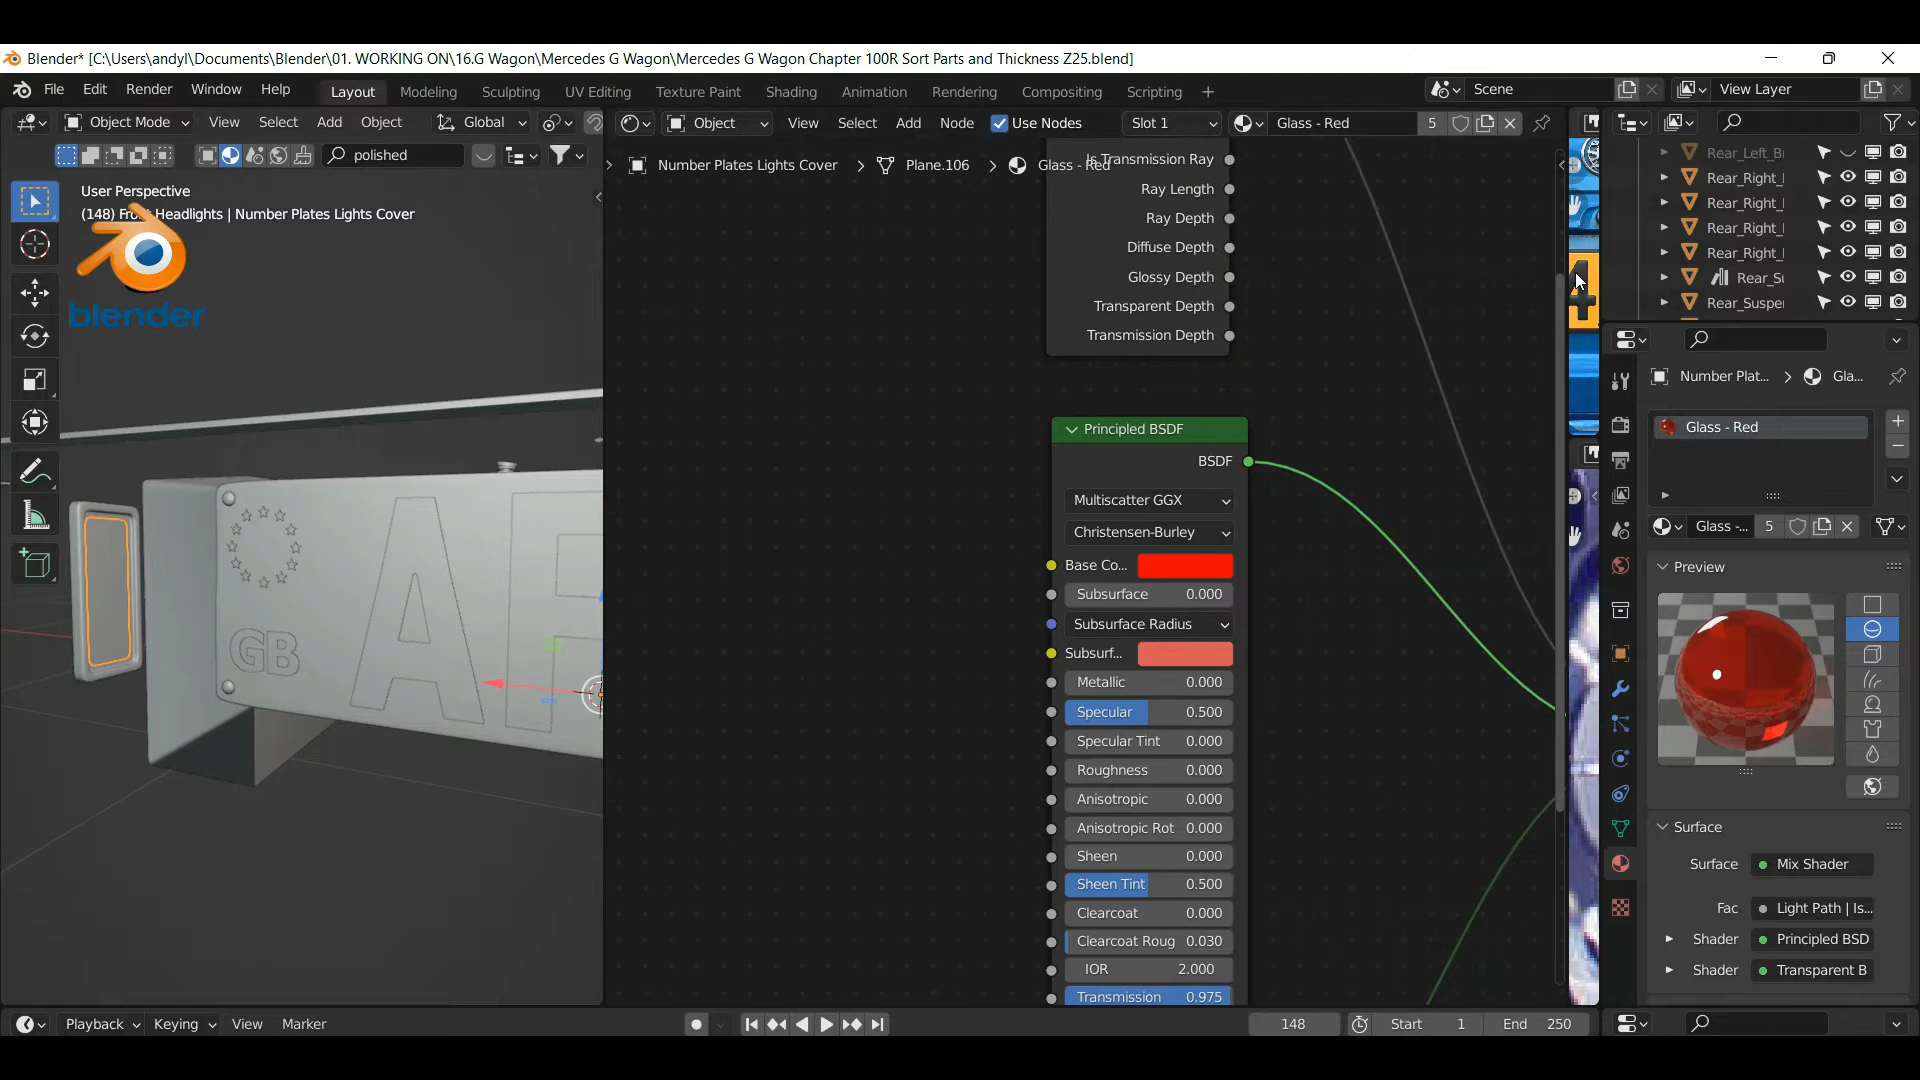 Blender* [C:\Users\andyl\Documents\Blender\01. WORKING ON\16.G Wagon\Mercedes G Wagon\Mercedes G Wagon Chapter 100R Sort Parts and Thickness Z25.blend]
File Edit Render Window Help Layout Modeling Sculpting UV Editing Texture Paint Shading Animation Rendering Compositing Scripting + Scene View Layer
Object Mode View Select Add Object Global Object View Select Add Node Use Nodes Slot 1 Glass - Red 5
polished
Number Plates Lights Cover > Plane.106 > Glass - Red
User Perspective
(148) Front Headlights | Number Plates Lights Cover
blender
GB
A
4
Is Transmission Ray
Ray Length
Ray Depth
Diffuse Depth
Glossy Depth
Transparent Depth
Transmission Depth
Principled BSDF
BSDF
Multiscatter GGX
Christensen-Burley
Base Co...
Subsurface 0.000
Subsurface Radius
Subsurf...
Metallic 0.000
Specular 0.500
Specular Tint 0.000
Roughness 0.000
Anisotropic 0.000
Anisotropic Rot 0.000
Sheen 0.000
Sheen Tint 0.500
Clearcoat 0.000
Clearcoat Roug 0.030
IOR 2.000
Transmission 0.975
Rear_Left_B
Rear_Right_
Rear_Right_
Rear_Right_
Rear_Right_
Rear_Su
Rear_Susper
Number Plat... > Gla...
Glass - Red
Glass -... 5
Preview
Surface
Surface Mix Shader
Fac Light Path | Is...
Shader Principled BSD
Shader Transparent B
Playback Keying View Marker 148 Start 1 End 250